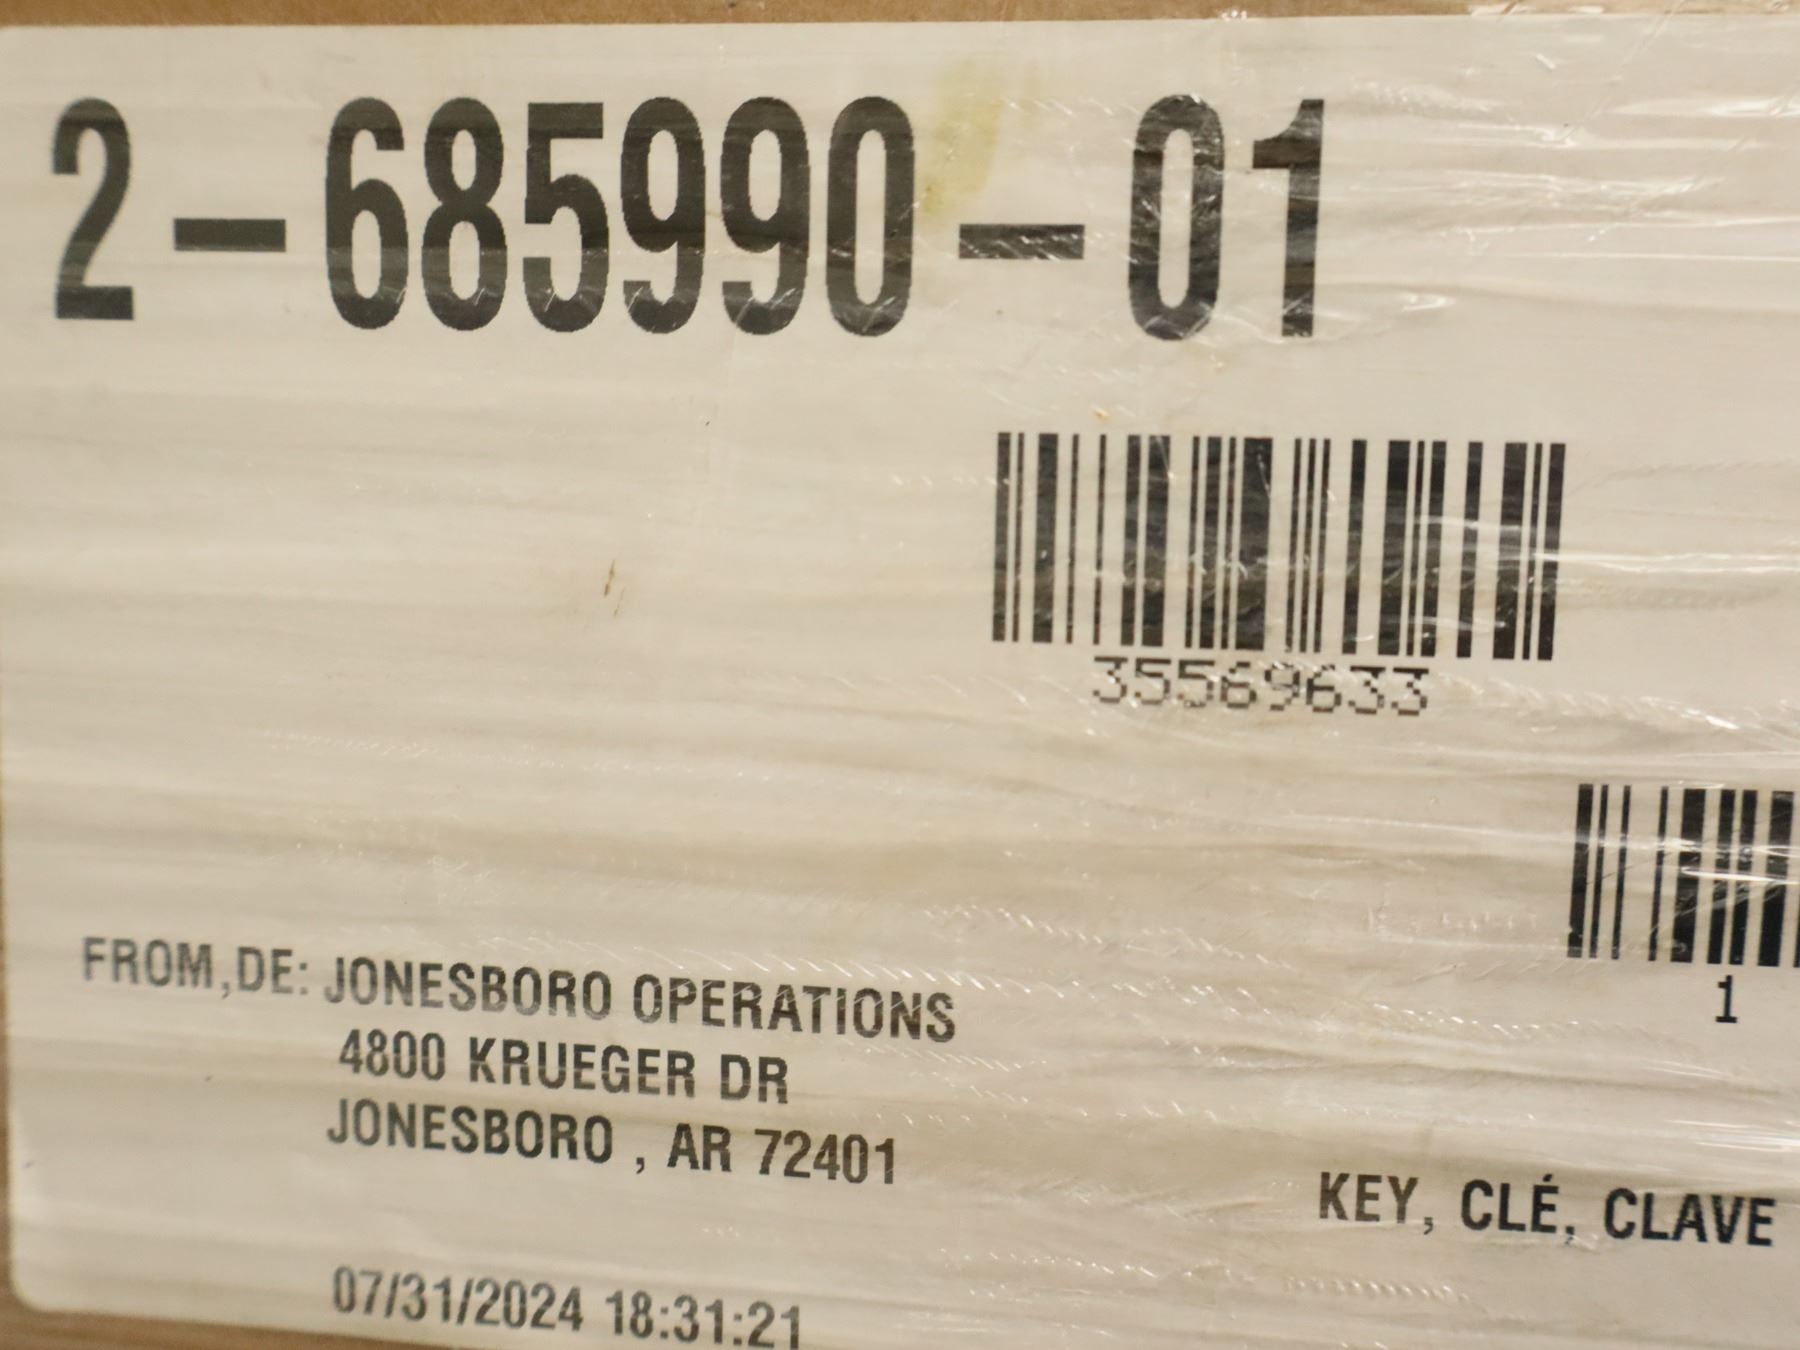 2-685990-01
35569633
1
FROM,DE: JONESBORO OPERATIONS
4800 KRUEGER DR
JONESBORO , AR 72401
KEY, CLÉ, CLAVE
07/31/2024 18:31:21